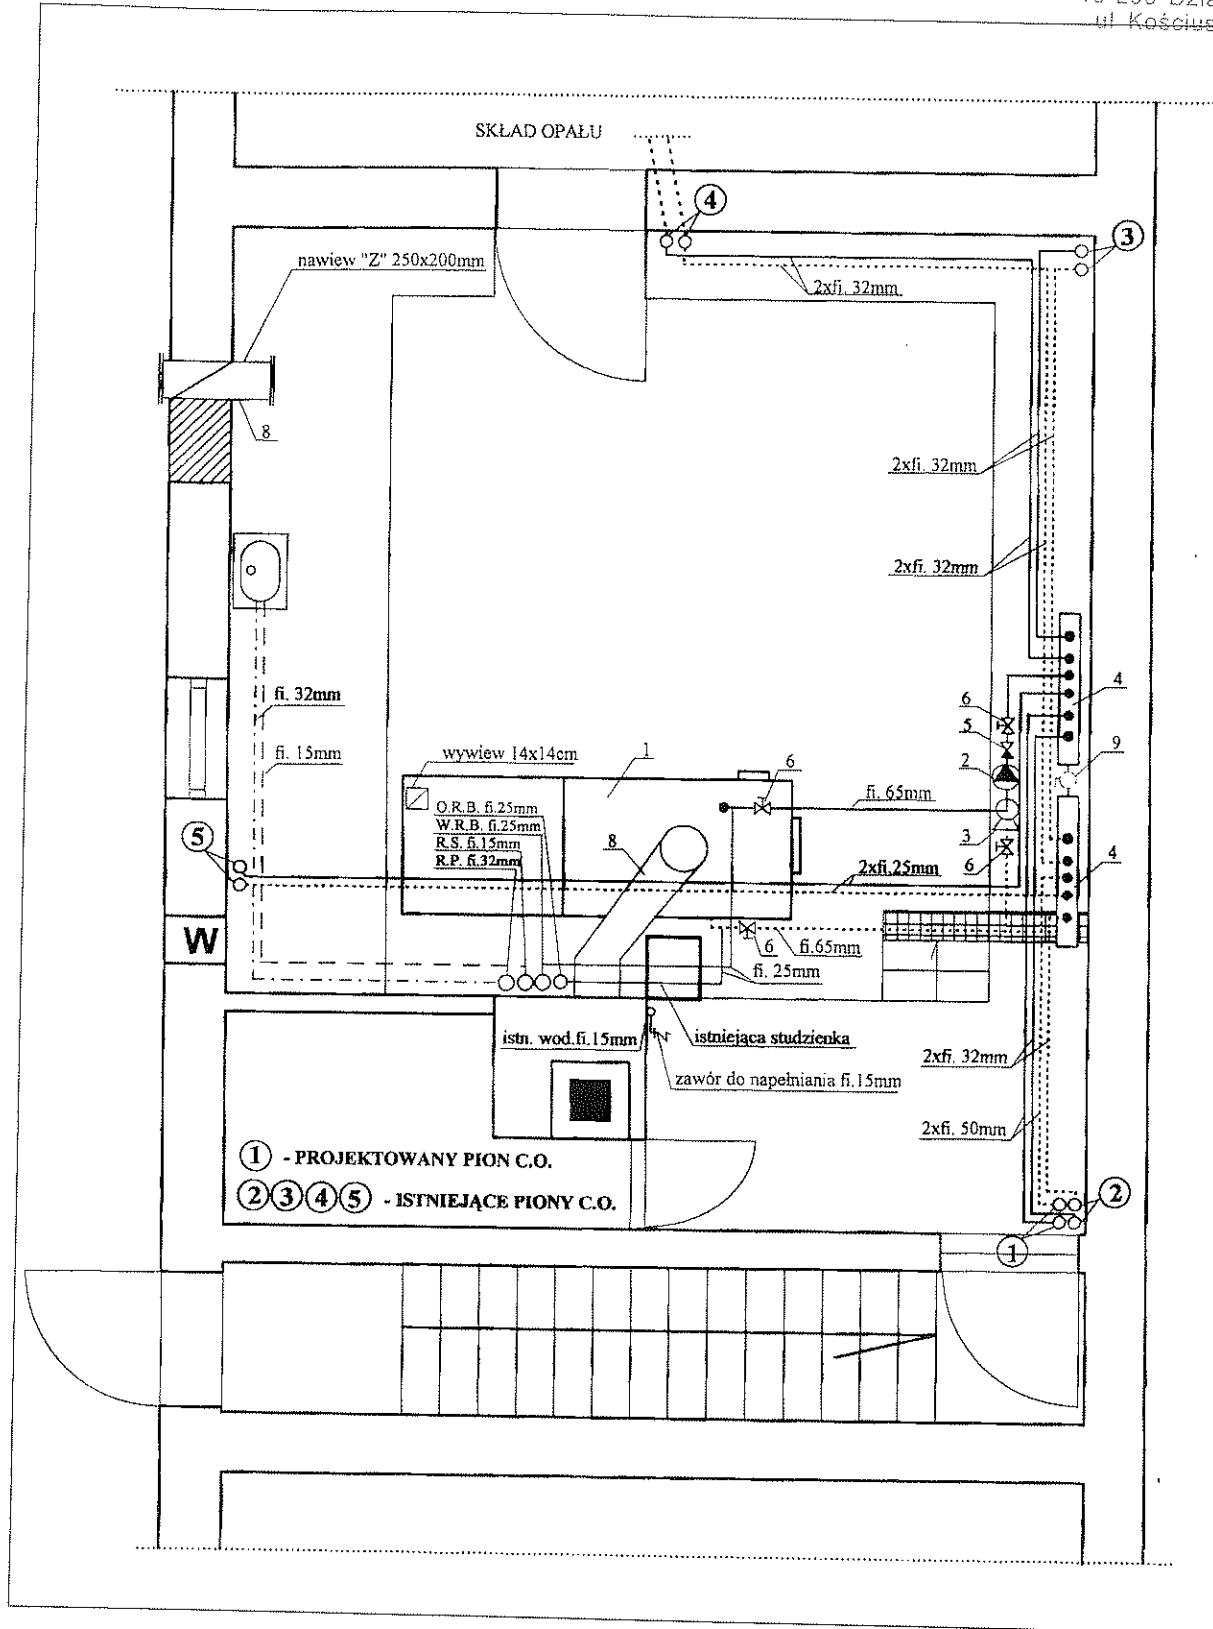 ul Kościus
SKŁAD OPAŁU
4
3
nawiew "Z" 250x200mm
2xfi. 32mm
8
2xfi. 32mm
2xfi. 32mm
fi. 32mm
fi. 15mm
wywiew 14x14cm
1
6
6
5
2
3
6
4
9
4
fi. 65mm
O.R.B. fi.25mm
W.R.B. fi.25mm
R.S. fi.15mm
R.P. fi.32mm
8
5
2xfi.25mm
W
6
fi.65mm
fi. 25mm
7
istn. wod.fi.15mm
istniejąca studzienka
zawór do napełniania fi.15mm
2xfi. 32mm
2xfi. 50mm
1 - PROJEKTOWANY PION C.O.
2 3 4 5 - ISTNIEJĄCE PIONY C.O.
2
1